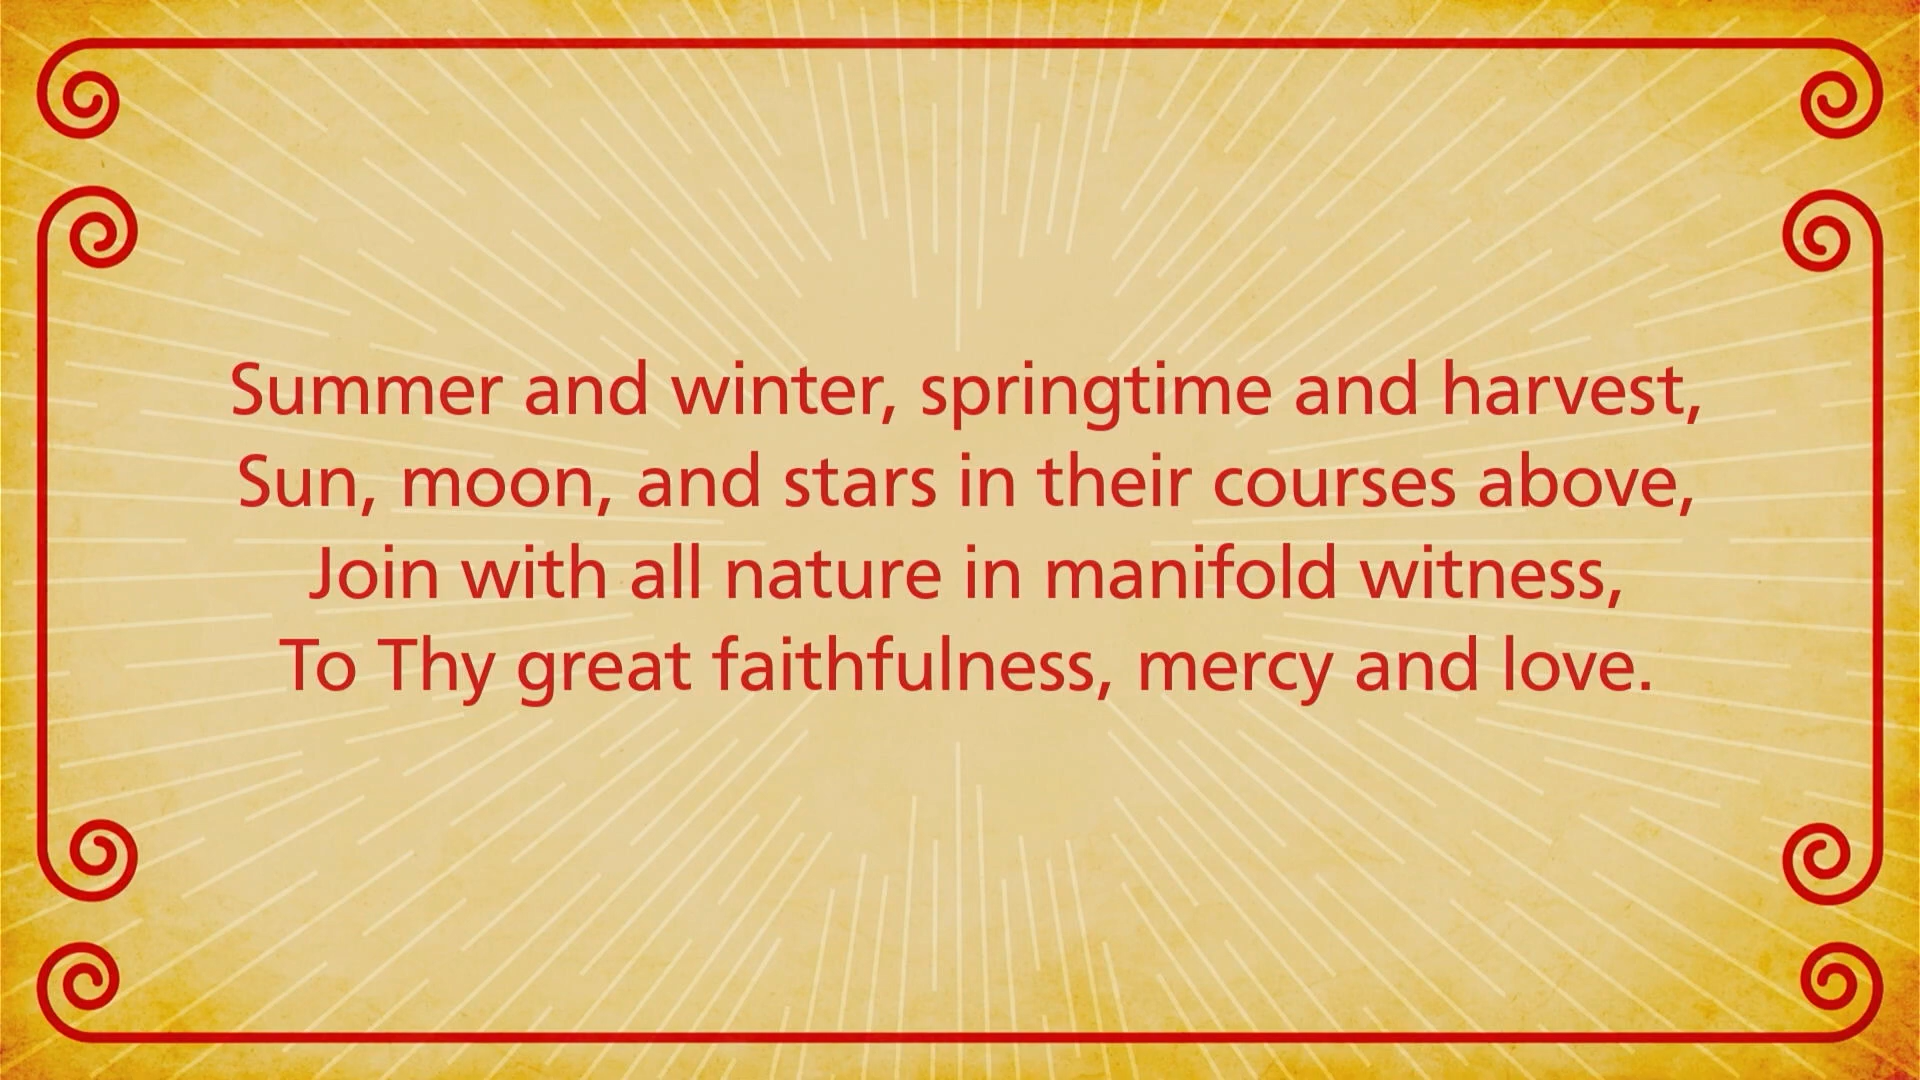 Summer and winter, springtime and harvest,
Sun, moon, and stars in their courses above,
Join with all nature in manifold witness,
To Thy great faithfulness, mercy and love.